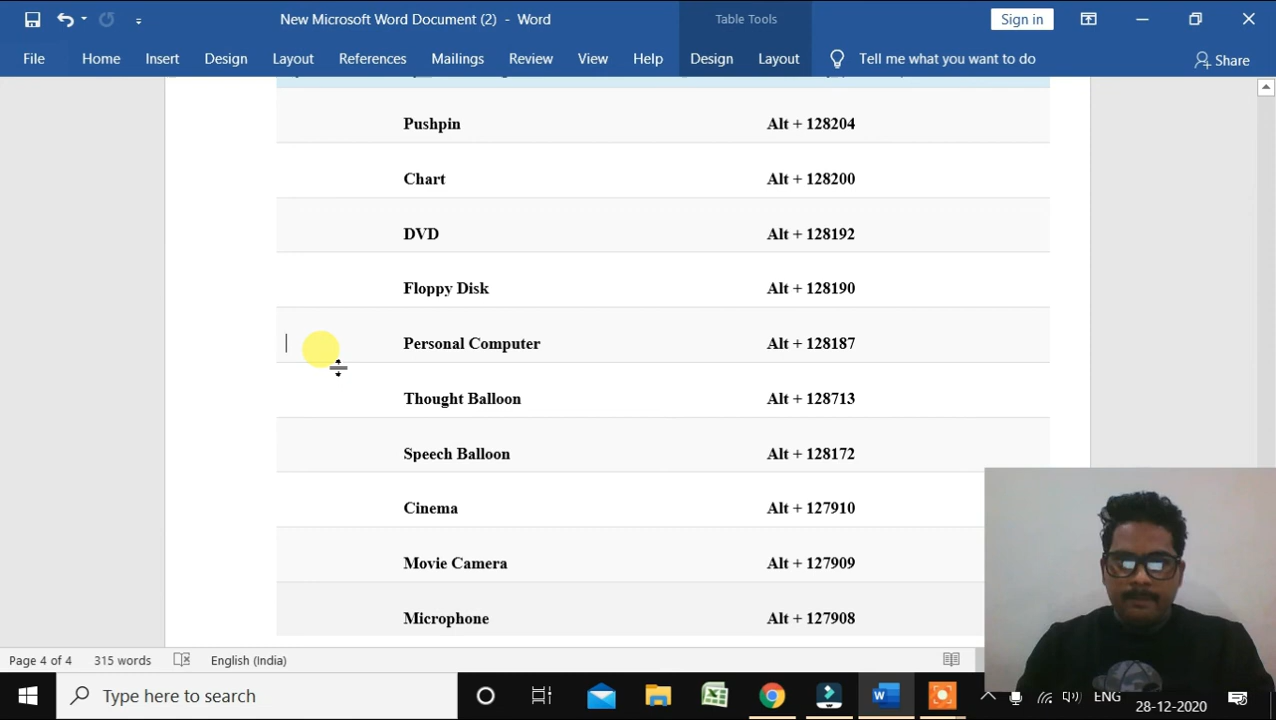 New Microsoft Word Document (2) - Word
Table Tools
Sign in
File
Home
Insert
Design
Layout
References
Mailings
Review
View
Help
Design
Layout
Tell me what you want to do
Share
Pushpin Alt + 128204
Chart Alt + 128200
DVD Alt + 128192
Floppy Disk Alt + 128190
Personal Computer Alt + 128187
Thought Balloon Alt + 128713
Speech Balloon Alt + 128172
Cinema Alt + 127910
Movie Camera Alt + 127909
Microphone Alt + 127908
Page 4 of 4 315 words English (India)
Type here to search
ENG
28-12-2020